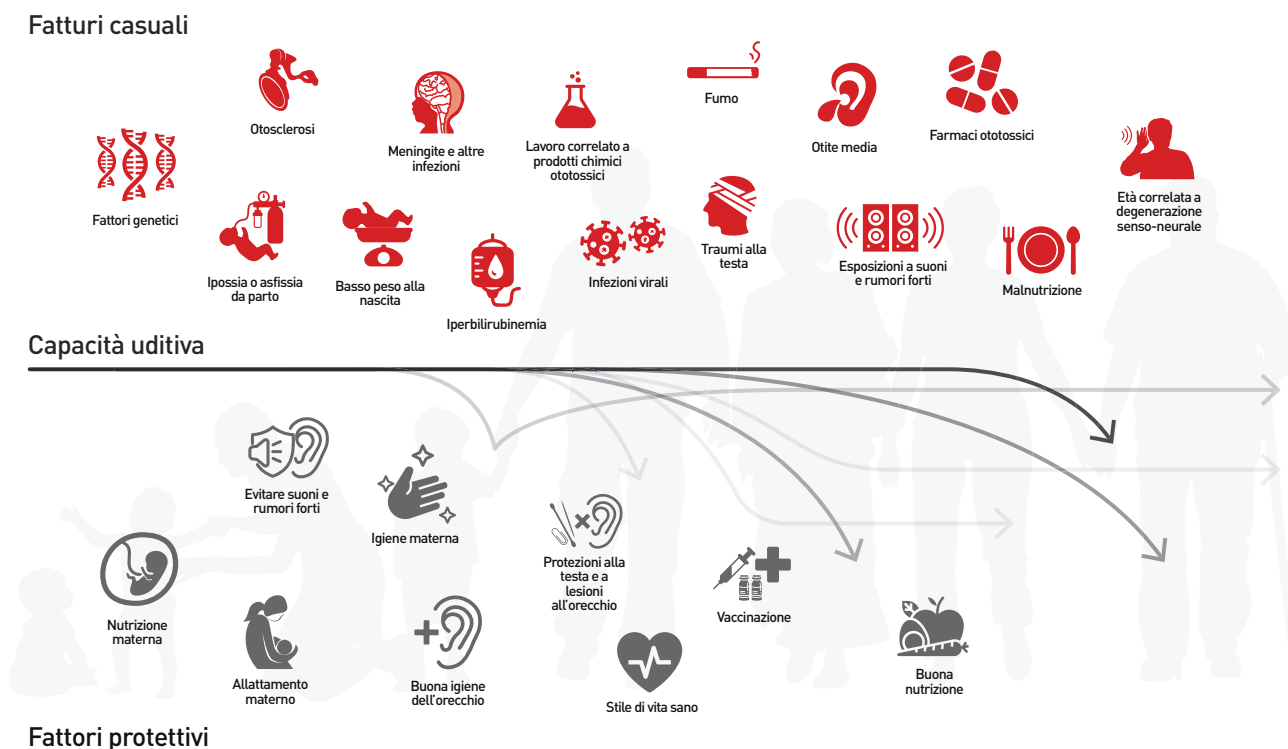 Fatturi casuali
Otosclerosi
Meningite e altre
infezioni
Lavoro correlato a
prodotti chimici
ototossici
Fumo
Otite media
Farmaci ototossici
Fattori genetici
Età correlata a
degenerazione
senso-neurale
Ipossia o asfissia
da parto
Basso peso alla
nascita
Iperbilirubinemia
Infezioni virali
Traumi alla
testa
Esposizioni a suoni
e rumori forti
Malnutrizione
Capacità uditiva
Evitare suoni e
rumori forti
Igiene materna
Protezioni alla
testa e a
lesioni
all'orecchio
Vaccinazione
Nutrizione
materna
Allattamento
materno
Buona igiene
dell'orecchio
Stile di vita sano
Buona
nutrizione
Fattori protettivi